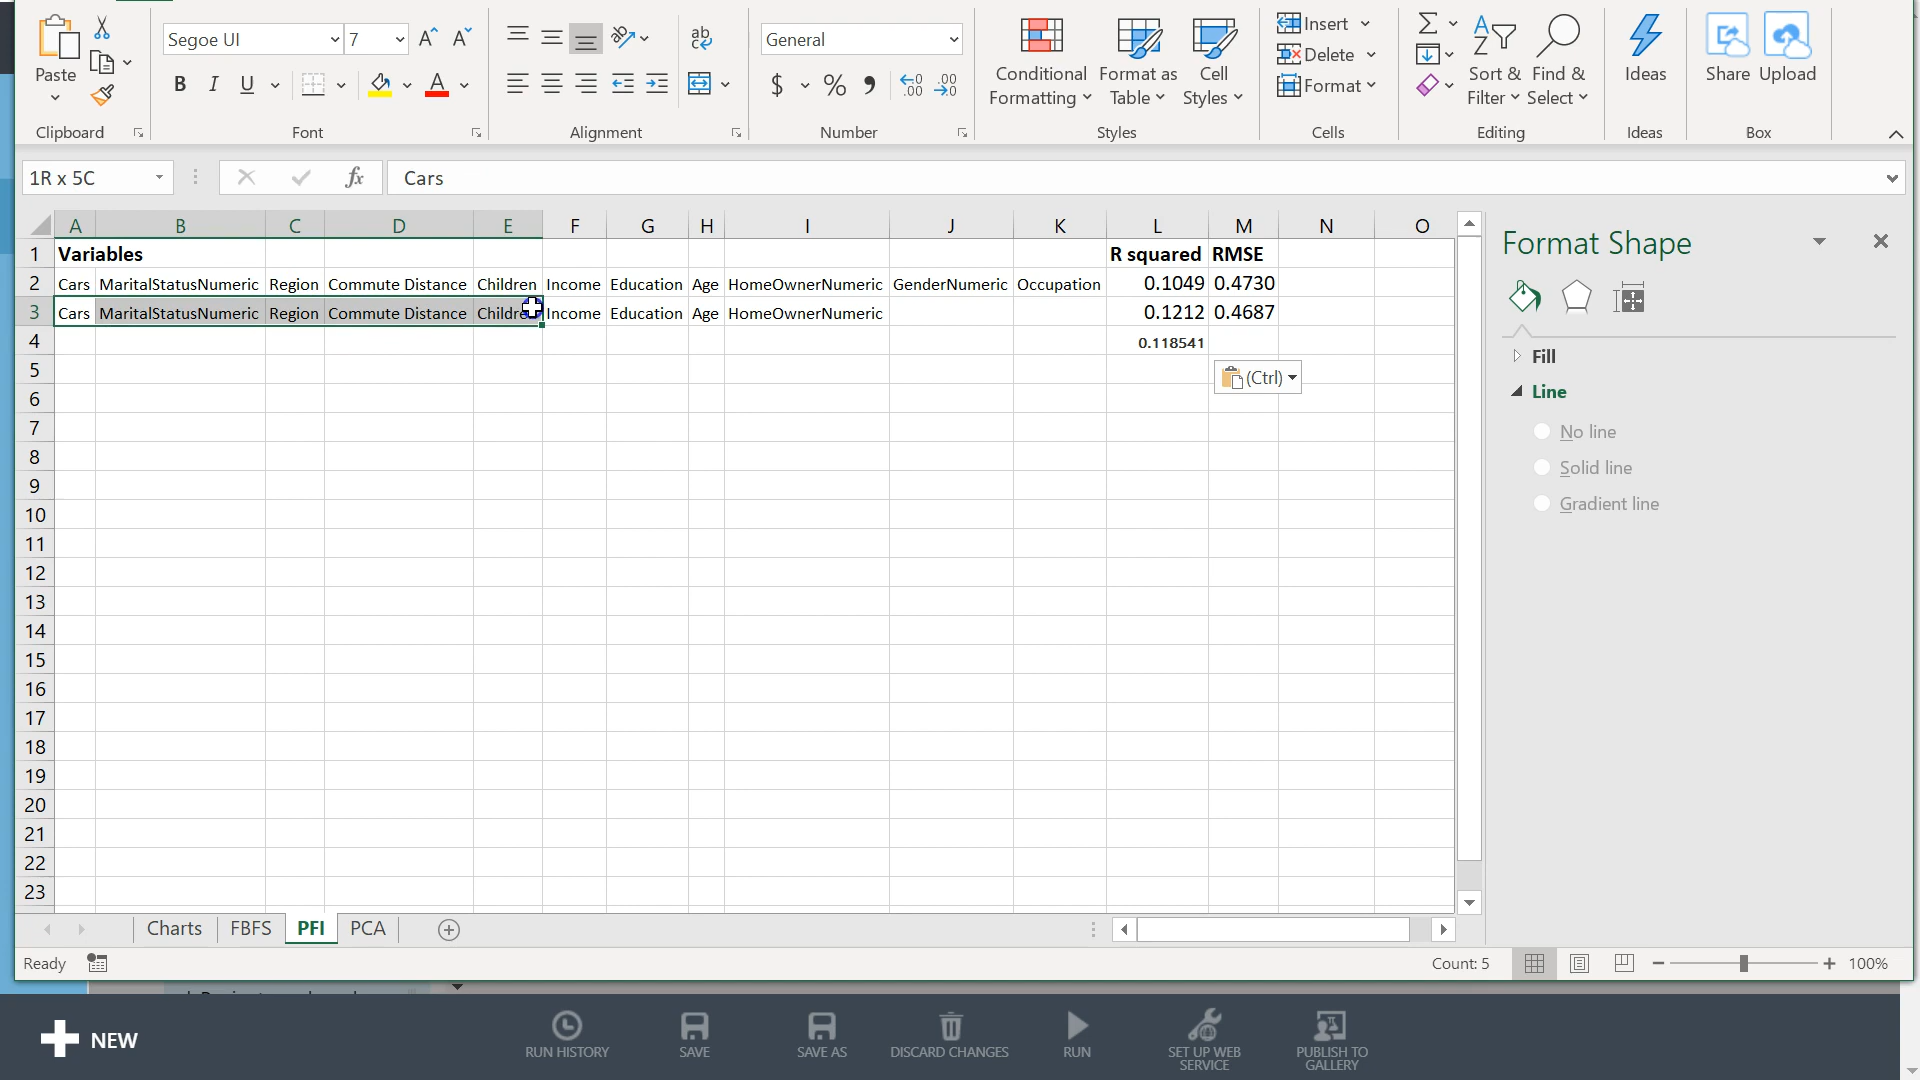 Segoe UI
7
General
Paste
Conditional Formatting
Format as Table
Cell Styles
Insert
Delete
Format
Sort & Filter
Find & Select
Ideas
Share
Upload
Clipboard
Font
Alignment
Number
Styles
Cells
Editing
Ideas
Box
1R x 5C
fx
Cars
A B C D E F G H I J K L M N O
1 Variables R squared RMSE
2 Cars MaritalStatusNumeric Region Commute Distance Children Income Education Age HomeOwnerNumeric GenderNumeric Occupation 0.1049 0.4730
3 Cars MaritalStatusNumeric Region Commute Distance Children Income Education Age HomeOwnerNumeric 0.1212 0.4687
4 0.118541
5
(Ctrl)
6
7
8
9
10
11
12
13
14
15
16
17
18
19
20
21
22
23
Format Shape
Fill
Line
No line
Solid line
Gradient line
Charts FBFS PFI PCA
Ready
Count: 5
100%
NEW
RUN HISTORY
SAVE
SAVE AS
DISCARD CHANGES
RUN
SET UP WEB SERVICE
PUBLISH TO GALLERY